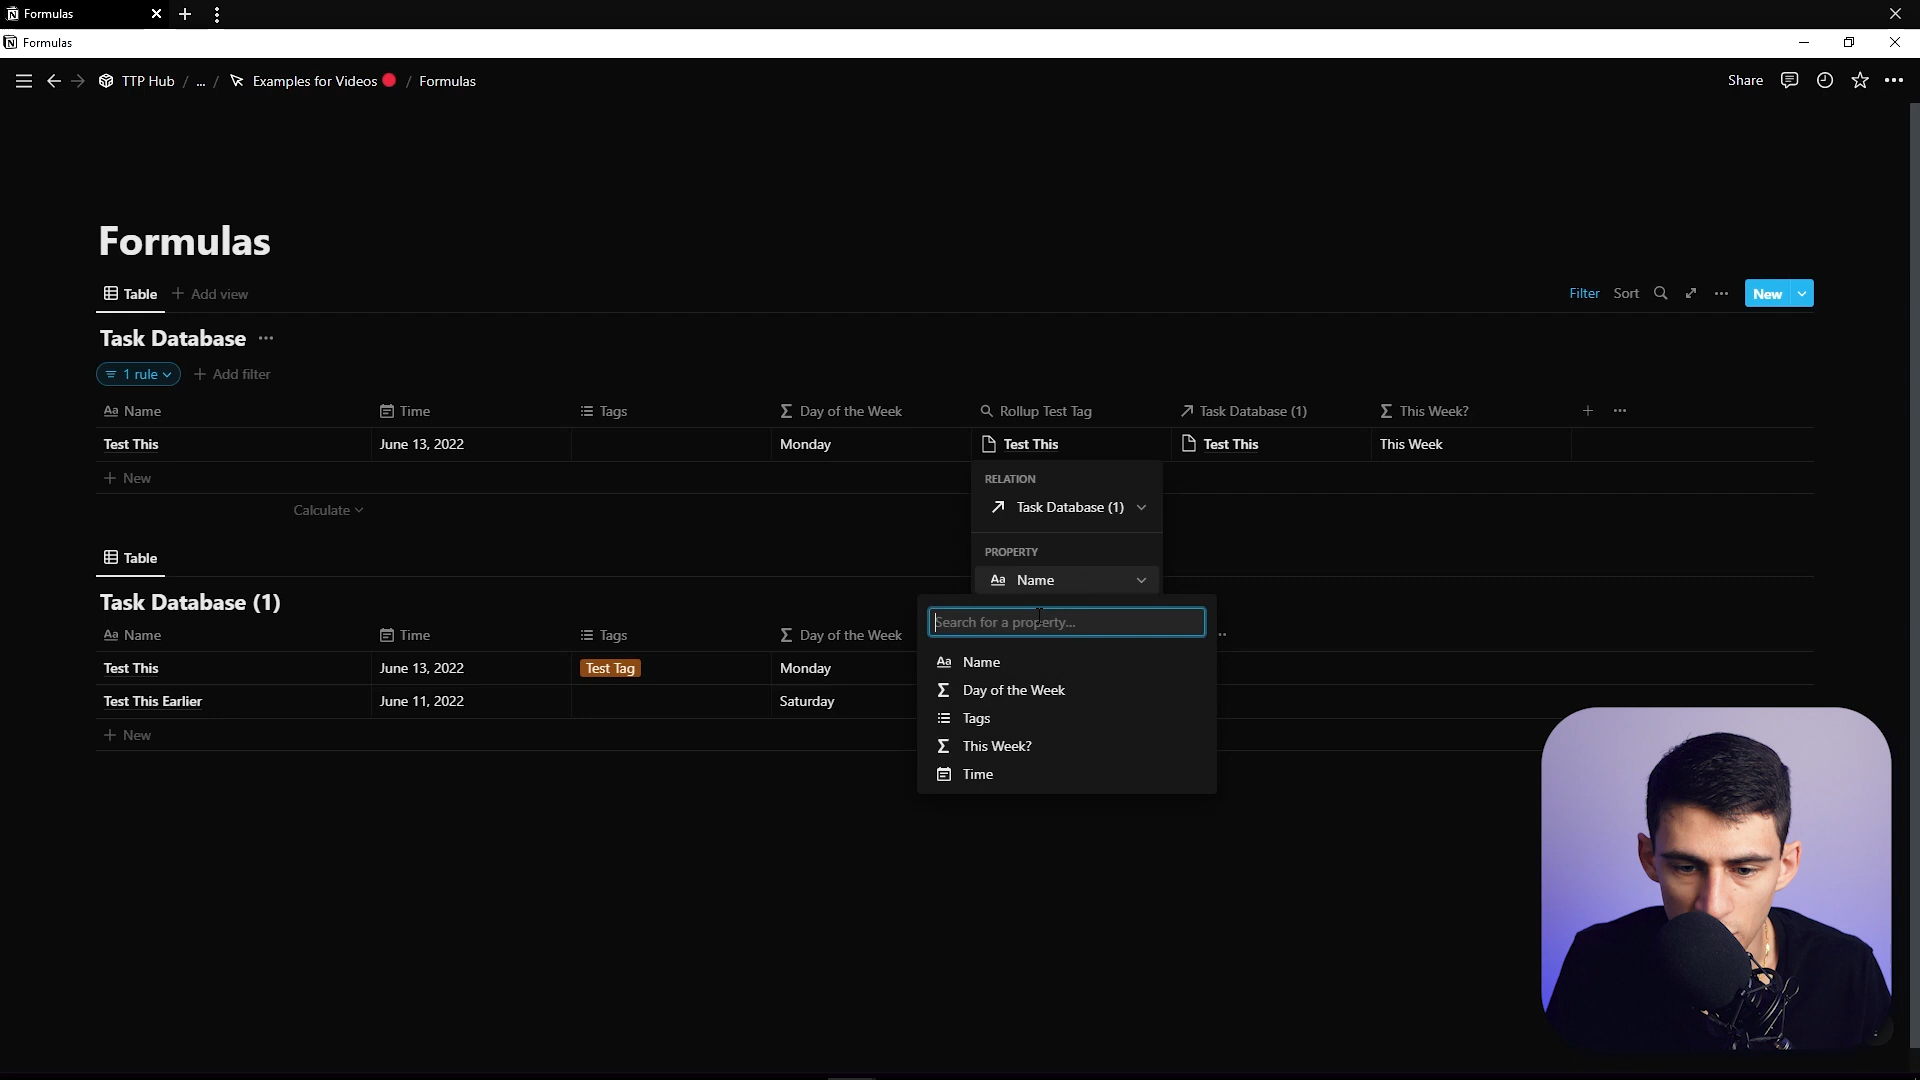 Formulas
Formulas
TTP Hub / ... / Examples for Videos / Formulas
Share
Formulas
Table + Add view
Filter Sort New
Task Database ...
1 rule + Add filter
Aa Name Time Tags Σ Day of the Week Rollup Test Tag Task Database (1) Σ This Week? + ...
Test This June 13, 2022 Monday Test This Test This This Week
+ New
RELATION
Calculate Task Database (1)
PROPERTY
Table
Aa Name
Task Database (1)
Search for a property...
Aa Name Time Tags Σ Day of the Week
Aa Name
Test This June 13, 2022 Test Tag Monday
Σ Day of the Week
Test This Earlier June 11, 2022 Saturday
Tags
+ New
Σ This Week?
Time